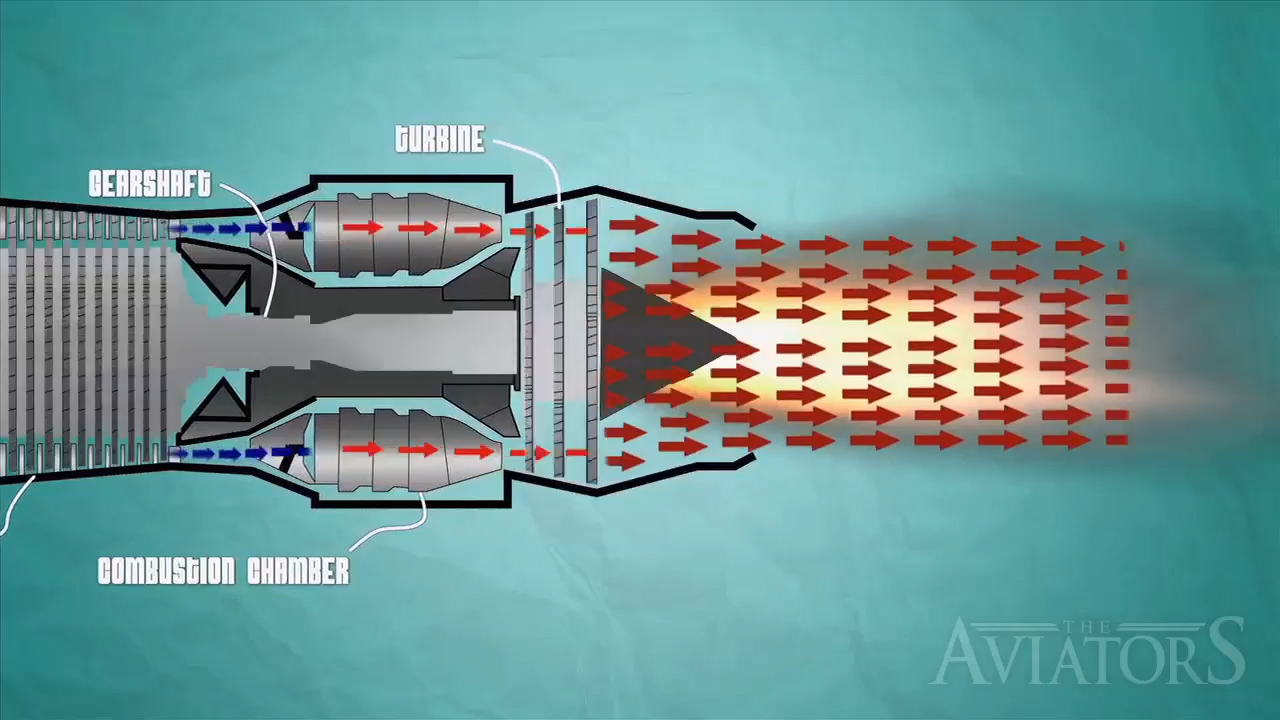 TURBINE
GEARSHAFT
COMBUSTION CHAMBER
THE
AVIATORS